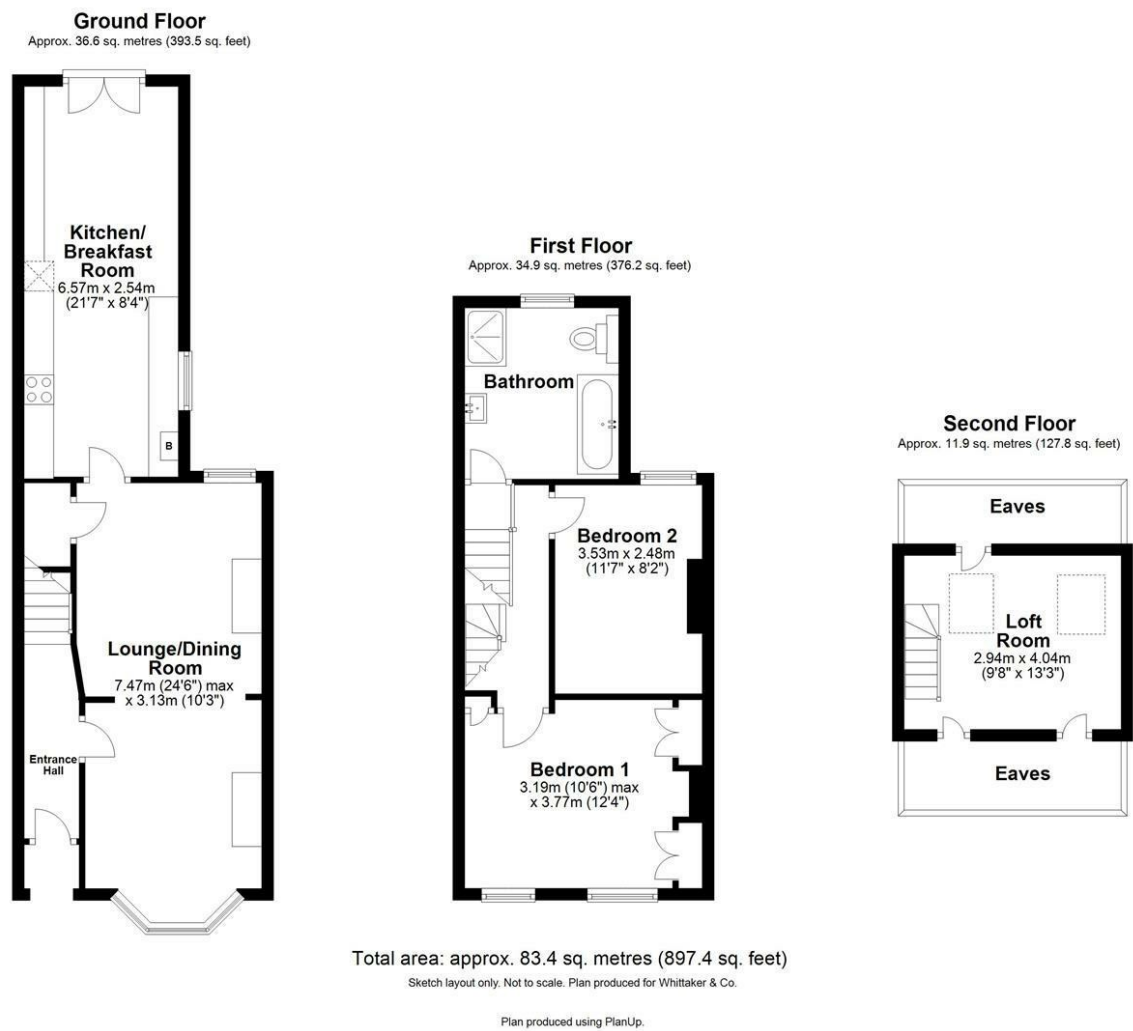 Ground Floor
Approx. 36.6 sq. metres (393.5 sq. feet)
Kitchen/
Breakfast
Room
6.57m x 2.54m
(21'7" x 8'4")
B
Lounge/Dining
Room
7.47m (24'6") max
x 3.13m (10'3")
Entrance
Hall
First Floor
Approx. 34.9 sq. metres (376.2 sq. feet)
Bathroom
Bedroom 2
3.53m x 2.48m
(11'7" x 8'2")
Bedroom 1
3.19m (10'6") max
x 3.77m (12'4")
Second Floor
Approx. 11.9 sq. metres (127.8 sq. feet)
Eaves
Loft
Room
2.94m x 4.04m
(9'8" x 13'3")
Eaves
Total area: approx. 83.4 sq. metres (897.4 sq. feet)
Sketch layout only. Not to scale. Plan produced for Whittaker & Co.
Plan produced using PlanUp.